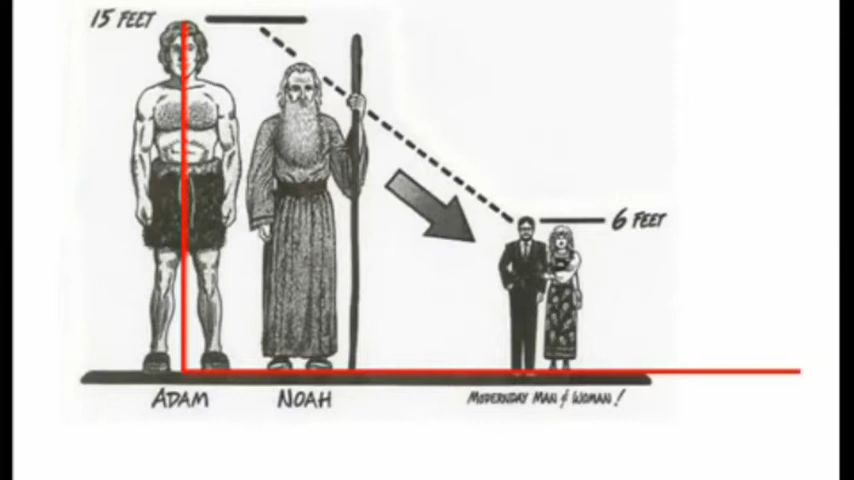 15 FEET
6 FEET
ADAM
NOAH
MODERNDAY MAN & WOMAN!